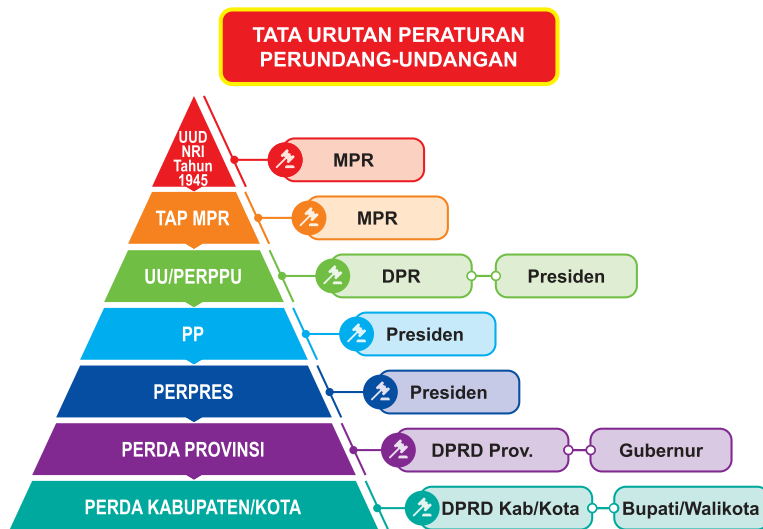 TATA URUTAN PERATURAN
PERUNDANG-UNDANGAN
UUD
NRI
Tahun
1945
MPR
TAP MPR
MPR
UU/PERPPU
DPR
Presiden
PP
Presiden
PERPRES
Presiden
PERDA PROVINSI
DPRD Prov.
Gubernur
PERDA KABUPATEN/KOTA
DPRD Kab/Kota
Bupati/Walikota